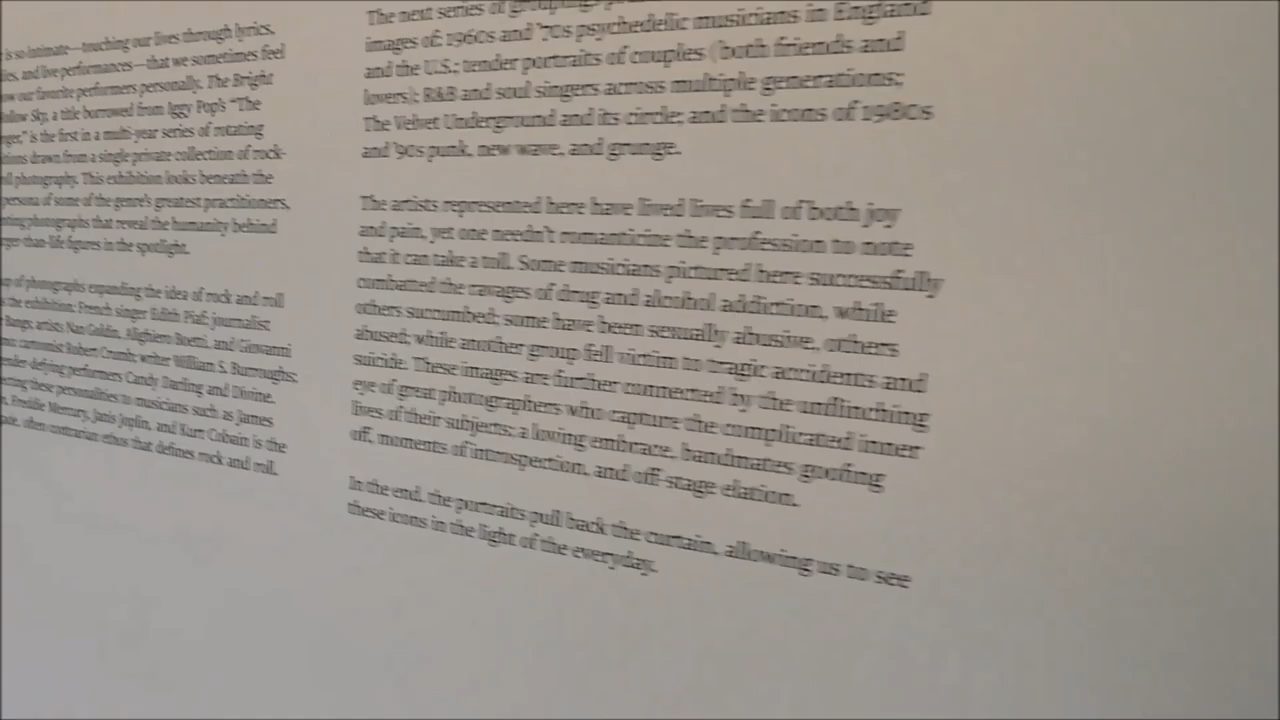 is so intimate—touching our lives through lyrics,
and live performances—that we sometimes feel
our favorite performers personally. The Bright
Sky, a title borrowed from Iggy Pop's "The
is the first in a multi-year series of rotating
drawn from a single private collection of rock-
photography. This exhibition looks beneath the
persona of some of the genre's greatest practitioners,
photographs that reveal the humanity behind
than-life figures in the spotlight.
of photographs expanding the idea of rock and roll
the exhibition: French singer Edith Piaf; journalist
Bangs; artists Nan Goldin, Alighiero Boetti, and Giovanni
cartoonist Robert Crumb; writer William S. Burroughs;
defying performers Candy Darling and Divine.
these personalities to musicians such as James
Freddie Mercury, Janis Joplin, and Kurt Cobain is the
often contrarian ethos that defines rock and roll.
The next series of groupings
images of: 1960s and '70s psychedelic musicians in England
and the U.S.; tender portraits of couples (both friends and
lovers); R&B and soul singers across multiple generations;
The Velvet Underground and its circle; and the icons of 1980s
and '90s punk, new wave, and grunge.
The artists represented here have lived lives full of both joy
and pain, yet one needn't romanticize the profession to note
that it can take a toll. Some musicians pictured here successfully
combatted the ravages of drug and alcohol addiction, while
others succumbed; some have been sexually abusive, others
abused; while another group fell victim to tragic accidents and
suicide. These images are further connected by the unflinching
eye of great photographers who capture the complicated inner
lives of their subjects; a loving embrace, bandmates goofing
off, moments of introspection, and off-stage elation.
In the end, the portraits pull back the curtain, allowing us to see
these icons in the light of the everyday.